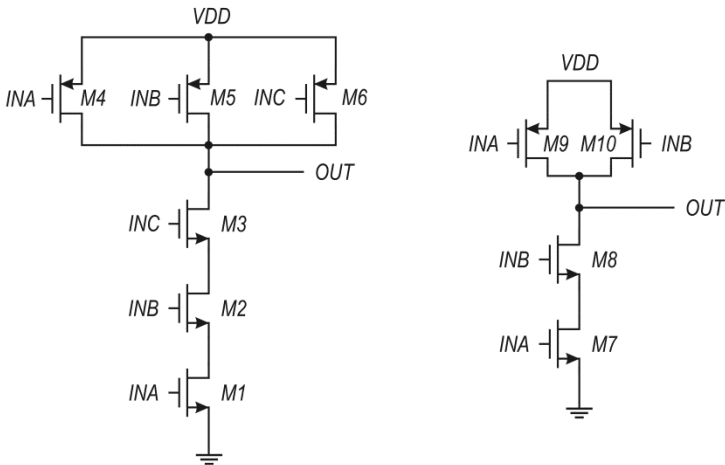 VDD
INA M4 INB M5 INC M6
OUT
INC M3
INB M2
INA M1
VDD
INA M9 M10 INB
OUT
INB M8
INA M7